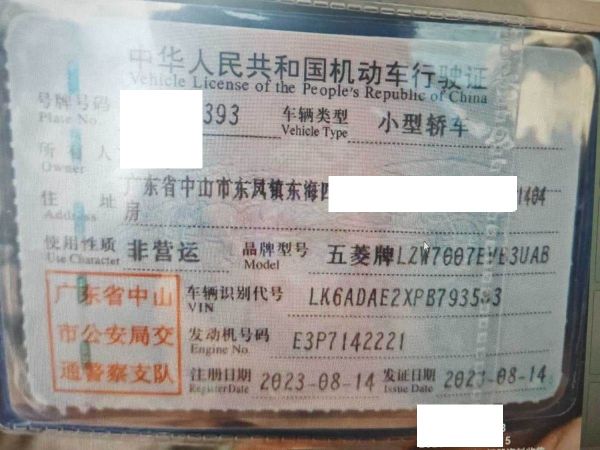 中华人民共和国机动车行驶证
Vehicle License of the People's Republic of China
号牌号码 393 车辆类型 小型轿车
Plate No. Vehicle Type
所有人
Owner
住址 广东省中山市东凤镇东海四 1404
Address 房
使用性质 非营运 品牌型号 五菱牌
Use Character Model
广东省中山 车辆识别代号
VIN
市公安局交 发动机号码 E3P7142221
Engine No.
通警察支队 注册日期 2023-08-14 发证日期 2023-08-14
Register Date Issue Date